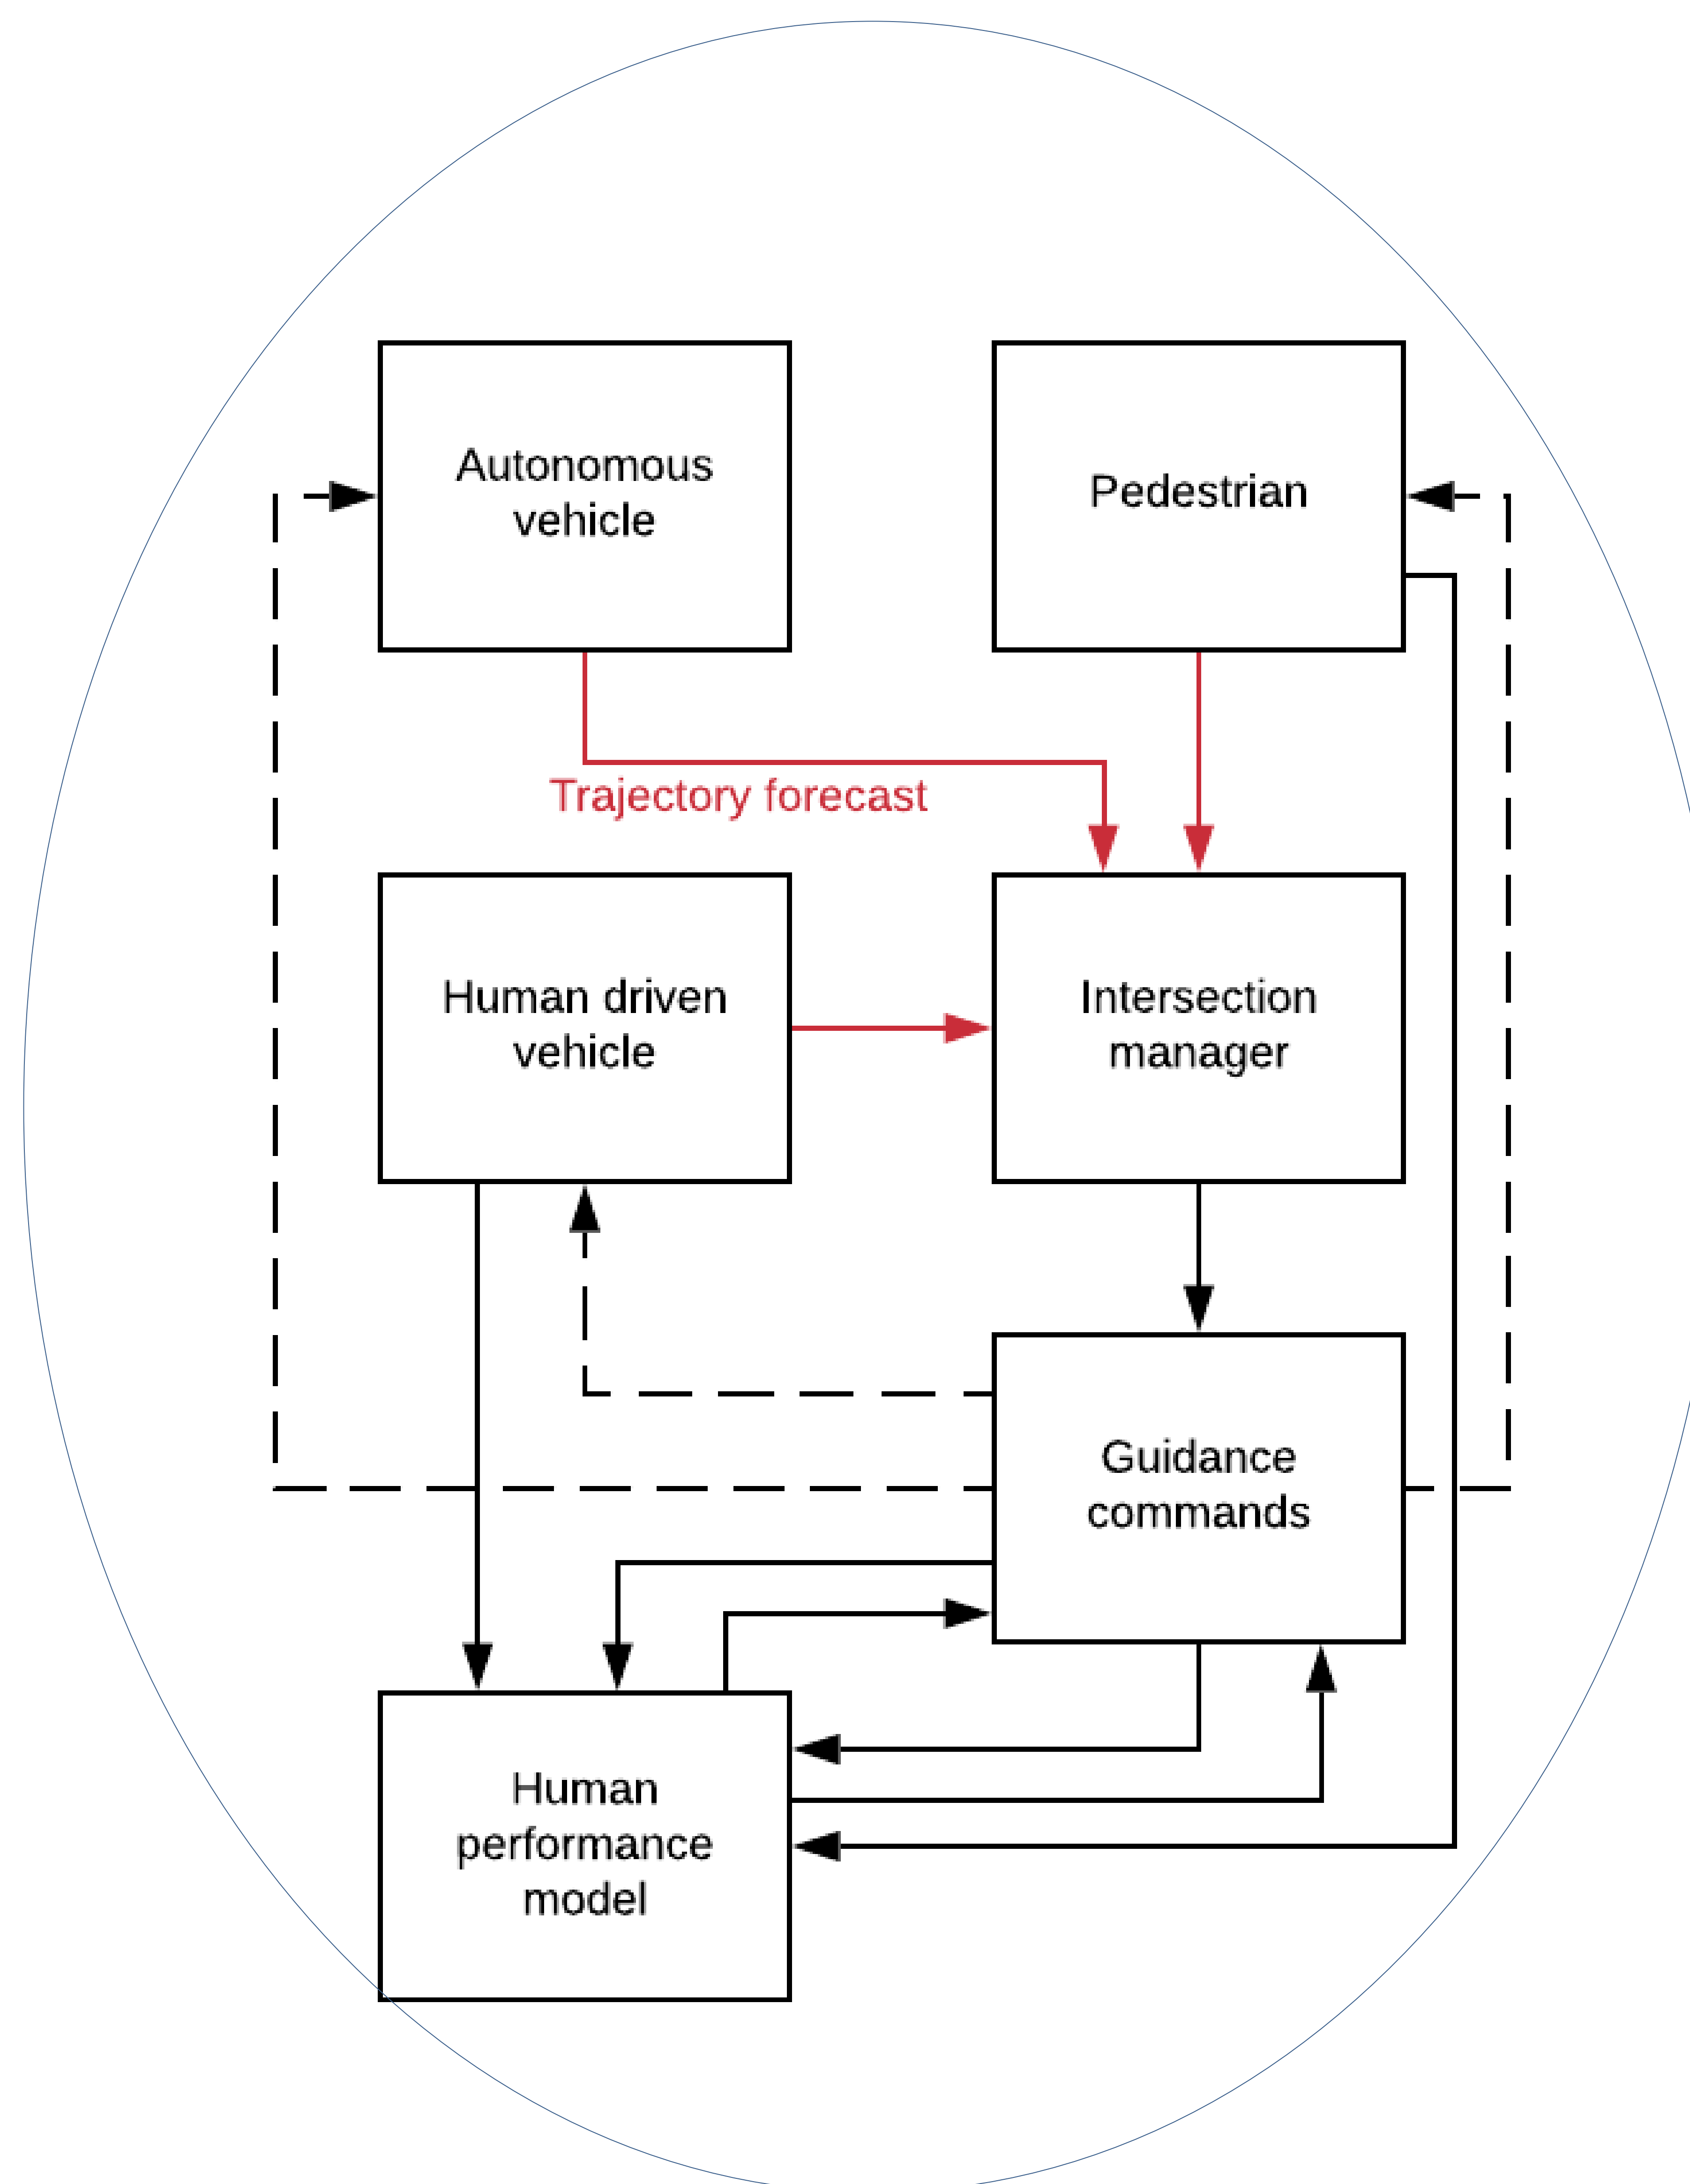 Autonomous
vehicle
Pedestrian
Trajectory forecast
Human driven
vehicle
Intersection
manager
Guidance
commands
Human
performance
model